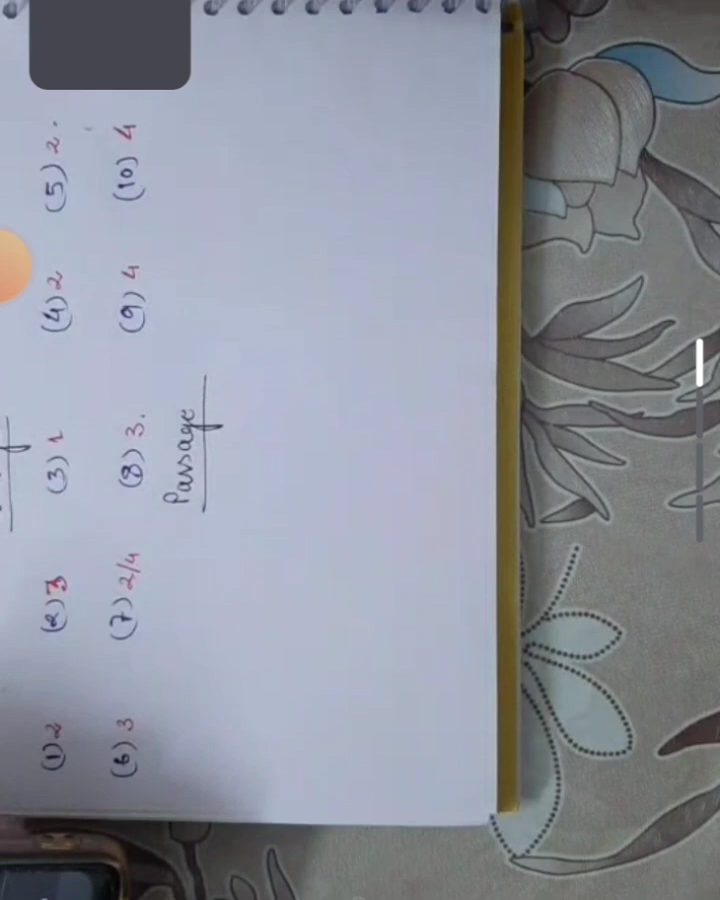 (1) 2 (2) 3 (3) 1 (4) 2 (5) 2.
(6) 3 (7) 2/4 (8) 3. (9) 4 (10) 4
Passage